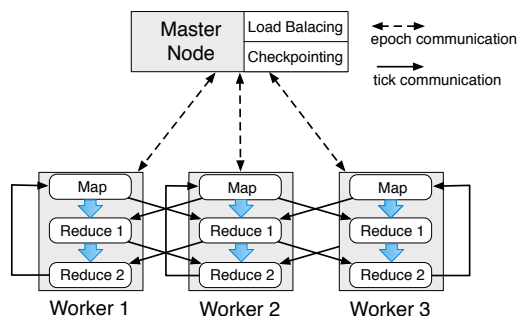 Master Node
Load Balacing
Checkpointing
epoch communication
tick communication
Map
Map
Map
Reduce 1
Reduce 1
Reduce 1
Reduce 2
Reduce 2
Reduce 2
Worker 1
Worker 2
Worker 3